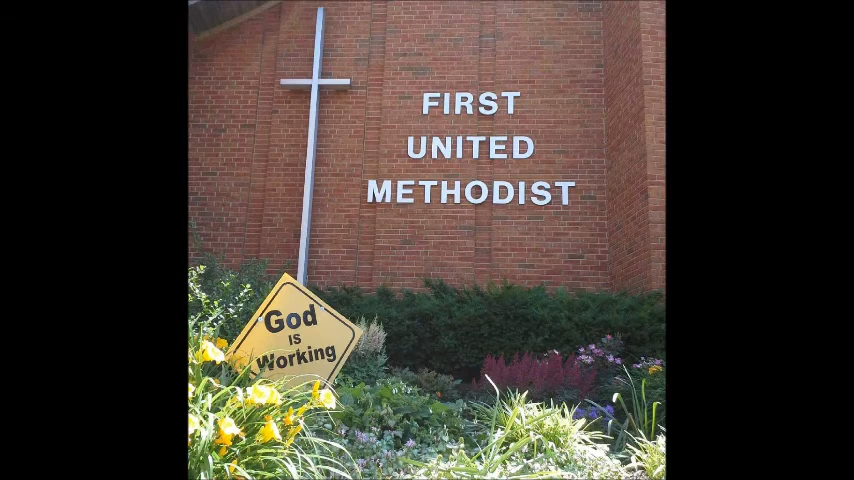 FIRST
UNITED
METHODIST
God
IS
Working